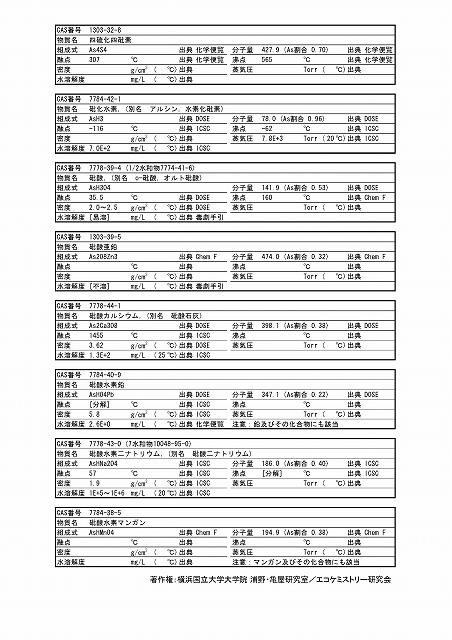 CAS番号 1303-32-8
物質名 四硫化四砒素
組成式 As4S4 出典 化学便覧 分子量 427.9 (As割合 0.70) 出典 化学便覧
融点 307 ℃ 出典 化学便覧 沸点 565 ℃ 出典 化学便覧
密度 g/cm³ ( ℃) 出典 蒸気圧 Torr ( ℃) 出典
水溶解度 mg/L ( ℃) 出典
CAS番号 7784-42-1
物質名 砒化水素, (別名 アルシン, 水素化砒素)
組成式 AsH3 出典 DOSE 分子量 78.0 (As割合 0.96) 出典 DOSE
融点 -116 ℃ 出典 ICSC 沸点 -62 ℃ 出典 ICSC
密度 g/cm³ ( ℃) 出典 蒸気圧 7.8E+3 Torr ( 20℃) 出典 ICSC
水溶解度 7.0E+2 mg/L ( ℃) 出典 ICSC
CAS番号 7778-39-4 (1/2水和物7774-41-6)
物質名 砒酸, (別名 o-砒酸, オルト砒酸)
組成式 AsH3O4 出典 DOSE 分子量 141.9 (As割合 0.53) 出典 DOSE
融点 35.5 ℃ 出典 DOSE 沸点 160 ℃ 出典 Chem F
密度 2.0～2.5 g/cm³ ( ℃) 出典 DOSE 蒸気圧 Torr ( ℃) 出典
水溶解度 [易溶] mg/L ( ℃) 出典 毒劇手引
CAS番号 1303-39-5
物質名 砒酸亜鉛
組成式 As2O8Zn3 出典 Chem F 分子量 474.0 (As割合 0.32) 出典 Chem F
融点 ℃ 出典 沸点 ℃ 出典
密度 g/cm³ ( ℃) 出典 蒸気圧 Torr ( ℃) 出典
水溶解度 [不溶] mg/L ( ℃) 出典 毒劇手引
CAS番号 7778-44-1
物質名 砒酸カルシウム, (別名 砒酸石灰)
組成式 As2Ca3O8 出典 DOSE 分子量 398.1 (As割合 0.38) 出典 DOSE
融点 1455 ℃ 出典 ICSC 沸点 ℃ 出典
密度 3.62 g/cm³ ( ℃) 出典 DOSE 蒸気圧 Torr ( ℃) 出典
水溶解度 1.3E+2 mg/L ( 25℃) 出典 ICSC
CAS番号 7784-40-9
物質名 砒酸水素鉛
組成式 AsHO4Pb 出典 DOSE 分子量 347.1 (As割合 0.22) 出典 DOSE
融点 [分解] ℃ 出典 ICSC 沸点 ℃ 出典
密度 5.8 g/cm³ ( ℃) 出典 ICSC 蒸気圧 Torr ( ℃) 出典
水溶解度 2.6E+0 mg/L ( ℃) 出典 化学便覧 注意：鉛及びその化合物にも該当
CAS番号 7778-43-0 (7水和物10048-95-0)
物質名 砒酸水素二ナトリウム, (別名 砒酸二ナトリウム)
組成式 AsHNa2O4 出典 ICSC 分子量 186.0 (As割合 0.40) 出典 ICSC
融点 57 ℃ 出典 ICSC 沸点 [分解] ℃ 出典 ICSC
密度 1.9 g/cm³ ( ℃) 出典 ICSC 蒸気圧 Torr ( ℃) 出典
水溶解度 1E+5～1E+6 mg/L ( 20℃) 出典 ICSC
CAS番号 7784-38-5
物質名 砒酸水素マンガン
組成式 AsHMnO4 出典 Chem F 分子量 194.9 (As割合 0.38) 出典 Chem F
融点 ℃ 出典 沸点 ℃ 出典
密度 g/cm³ ( ℃) 出典 蒸気圧 Torr ( ℃) 出典
水溶解度 mg/L ( ℃) 出典 注意：マンガン及びその化合物にも該当
著作権：横浜国立大学大学院 浦野・亀屋研究室／エコケミストリー研究会